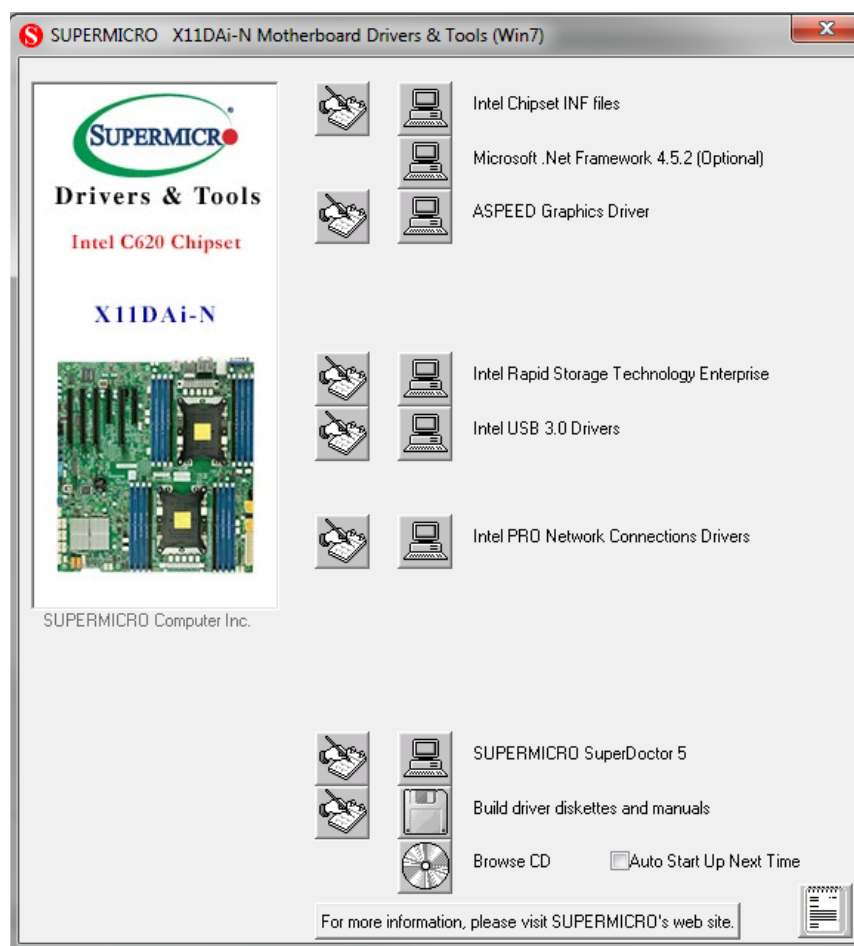 SUPERMICRO X11DAi-N Motherboard Drivers & Tools (Win7)
SUPERMICRO
Drivers & Tools
Intel C620 Chipset
X11DAi-N
SUPERMICRO Computer Inc.
Intel Chipset INF files
Microsoft .Net Framework 4.5.2 (Optional)
ASPEED Graphics Driver
Intel Rapid Storage Technology Enterprise
Intel USB 3.0 Drivers
Intel PRO Network Connections Drivers
SUPERMICRO SuperDoctor 5
Build driver diskettes and manuals
Browse CD Auto Start Up Next Time
For more information, please visit SUPERMICRO's web site.